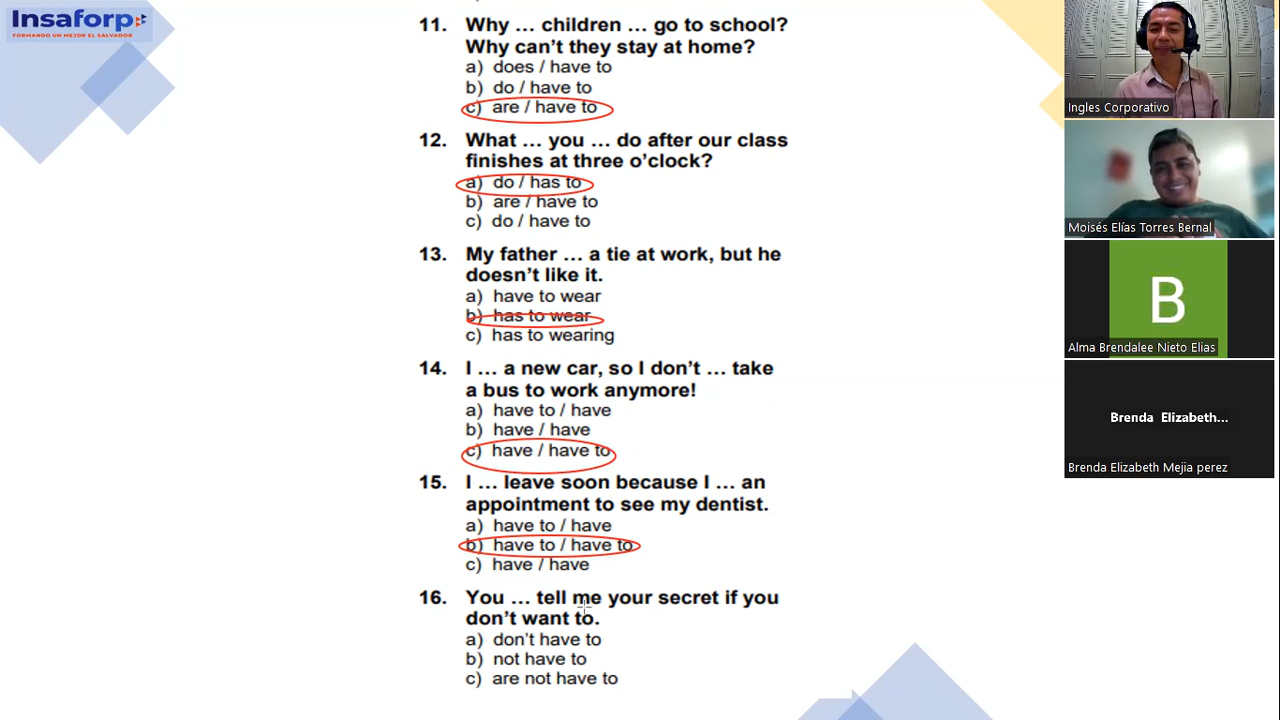 Insaforp
FORMANDO UN MEJOR EL SALVADOR
11. Why … children … go to school?
Why can't they stay at home?
a) does / have to
b) do / have to
c) are / have to
12. What … you … do after our class
finishes at three o'clock?
a) do / has to
b) are / have to
c) do / have to
13. My father … a tie at work, but he
doesn't like it.
a) have to wear
b) has to wear
c) has to wearing
14. I … a new car, so I don't … take
a bus to work anymore!
a) have to / have
b) have / have
c) have / have to
15. I … leave soon because I … an
appointment to see my dentist.
a) have to / have
b) have to / have to
c) have / have
16. You … tell me your secret if you
don't want to.
a) don't have to
b) not have to
c) are not have to
Ingles Corporativo
Moisés Elías Torres Bernal
B
Alma Brendalee Nieto Elias
Brenda Elizabeth...
Brenda Elizabeth Mejia perez